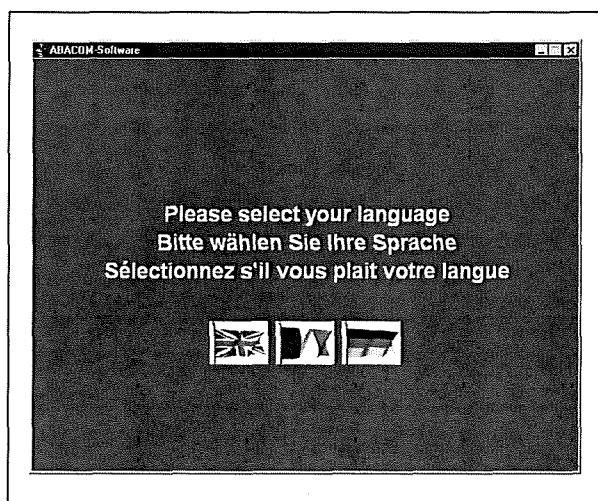 ABACOM-Software
Please select your language
Bitte wählen Sie Ihre Sprache
Sélectionnez s'il vous plait votre langue